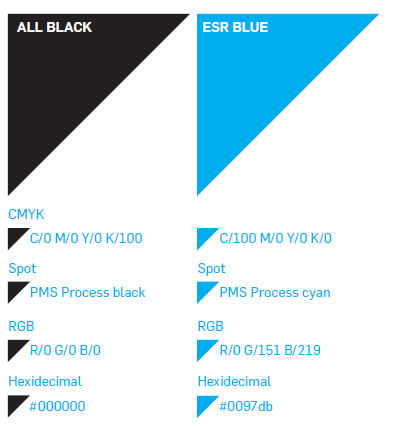 ALL BLACK
ESR BLUE
CMYK
C/0 M/0 Y/0 K/100
C/100 M/0 Y/0 K/0
Spot
Spot
PMS Process black
PMS Process cyan
RGB
RGB
R/0 G/0 B/0
R/0 G/151 B/219
Hexidecimal
Hexidecimal
#000000
#0097db